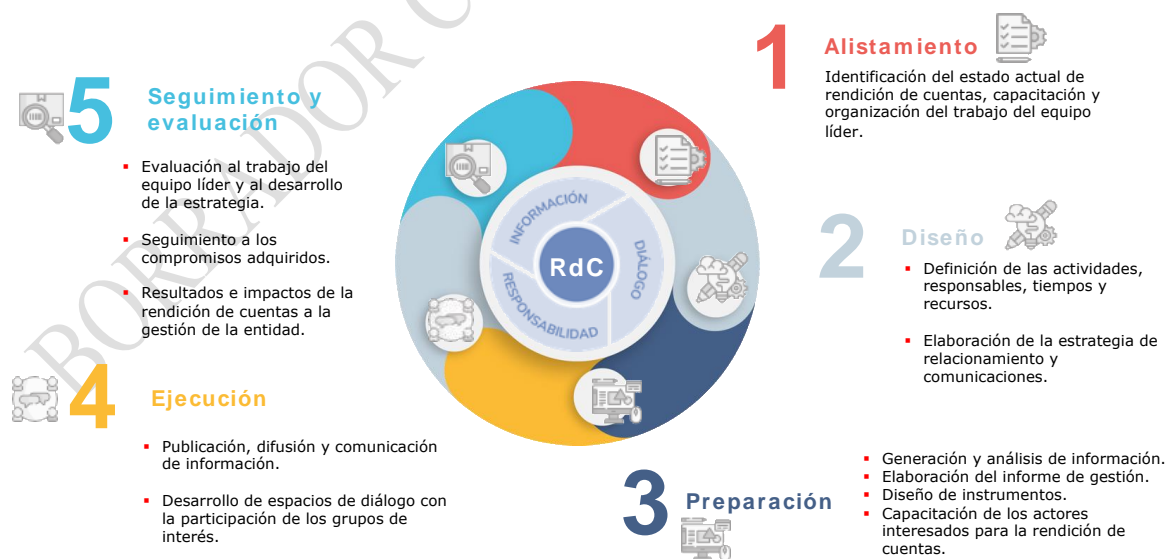 1
Alistamiento
Identificación del estado actual de
rendición de cuentas, capacitación y
organización del trabajo del equipo
líder.
2
Diseño
▪ Definición de las actividades,
responsables, tiempos y
recursos.
▪ Elaboración de la estrategia de
relacionamiento y
comunicaciones.
3
Preparación
▪ Generación y análisis de información.
▪ Elaboración del informe de gestión.
▪ Diseño de instrumentos.
▪ Capacitación de los actores
interesados para la rendición de
cuentas.
4
Ejecución
▪ Publicación, difusión y comunicación
de información.
▪ Desarrollo de espacios de diálogo con
la participación de los grupos de
interés.
5
Seguimiento y
evaluación
▪ Evaluación al trabajo del
equipo líder y al desarrollo
de la estrategia.
▪ Seguimiento a los
compromisos adquiridos.
▪ Resultados e impactos de la
rendición de cuentas a la
gestión de la entidad.
INFORMACIÓN
DIÁLOGO
RESPONSABILIDAD
RdC
BORRADOR